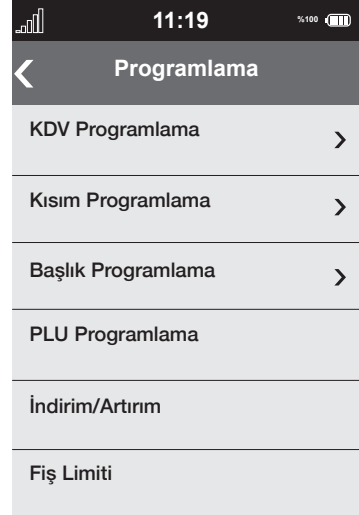 11:19
%100
Programlama
KDV Programlama
Kısım Programlama
Başlık Programlama
PLU Programlama
İndirim/Artırım
Fiş Limiti